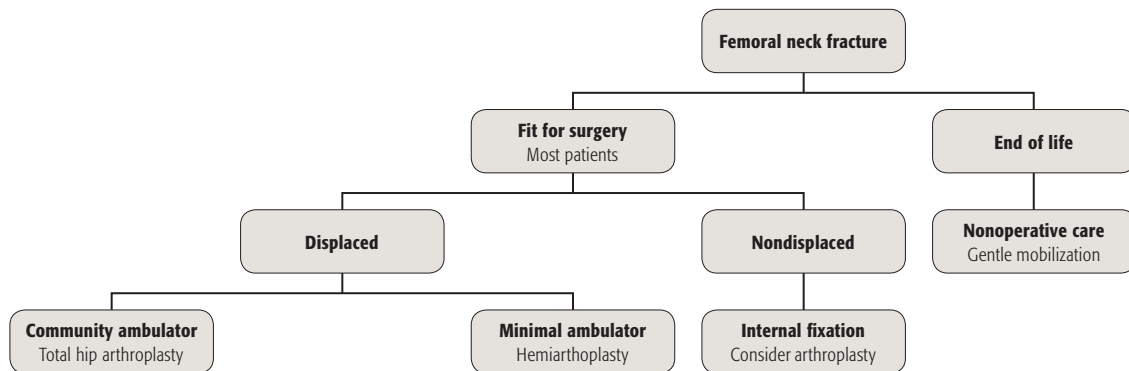 Femoral neck fracture
Fit for surgery
Most patients
End of life
Displaced
Nondisplaced
Nonoperative care
Gentle mobilization
Community ambulator
Total hip arthroplasty
Minimal ambulator
Hemiarthoplasty
Internal fixation
Consider arthroplasty